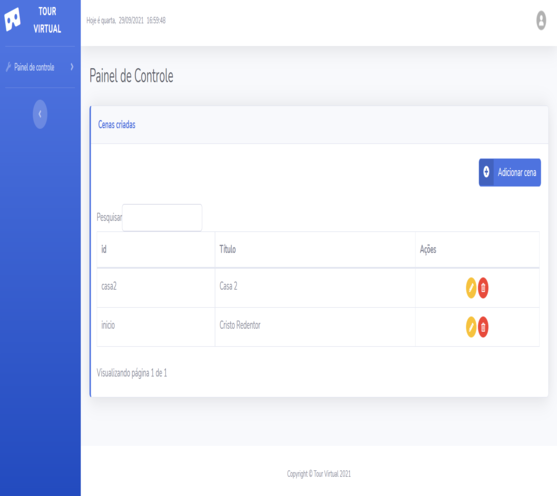 TOUR
VIRTUAL
Hoje é quarta, 29/09/2021 16:59:48
Painel de controle
Painel de Controle
Cenas criadas
Adicionar cena
Pesquisar
id Título Ações
casa2 Casa 2
inicio Cristo Redentor
Visualizando página 1 de 1
Copyright © Tour Virtual 2021